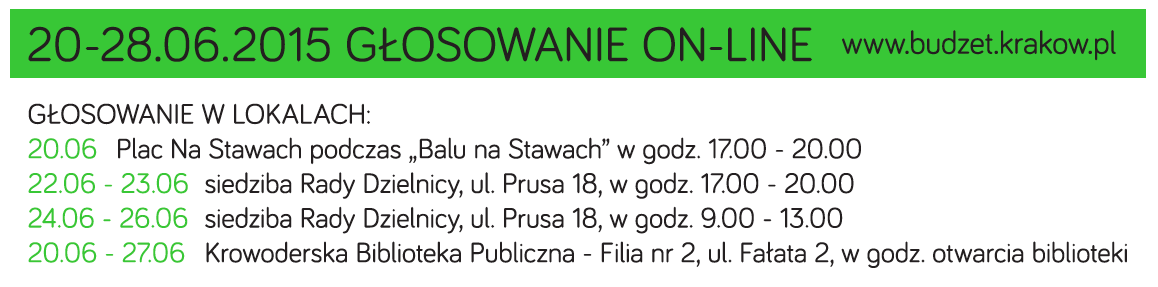 20-28.06.2015 GŁOSOWANIE ON-LINE www.budzet.krakow.pl
GŁOSOWANIE W LOKALACH:
20.06 Plac Na Stawach podczas „Balu na Stawach” w godz. 17.00 - 20.00
22.06 - 23.06 siedziba Rady Dzielnicy, ul. Prusa 18, w godz. 17.00 - 20.00
24.06 - 26.06 siedziba Rady Dzielnicy, ul. Prusa 18, w godz. 9.00 - 13.00
20.06 - 27.06 Krowoderska Biblioteka Publiczna - Filia nr 2, ul. Fałata 2, w godz. otwarcia biblioteki